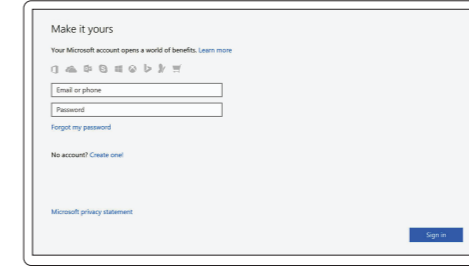 Make it yours
Your Microsoft account opens a world of benefits. Learn more
Email or phone
Password
Forgot my password
No account? Create one!
Microsoft privacy statement
Sign in